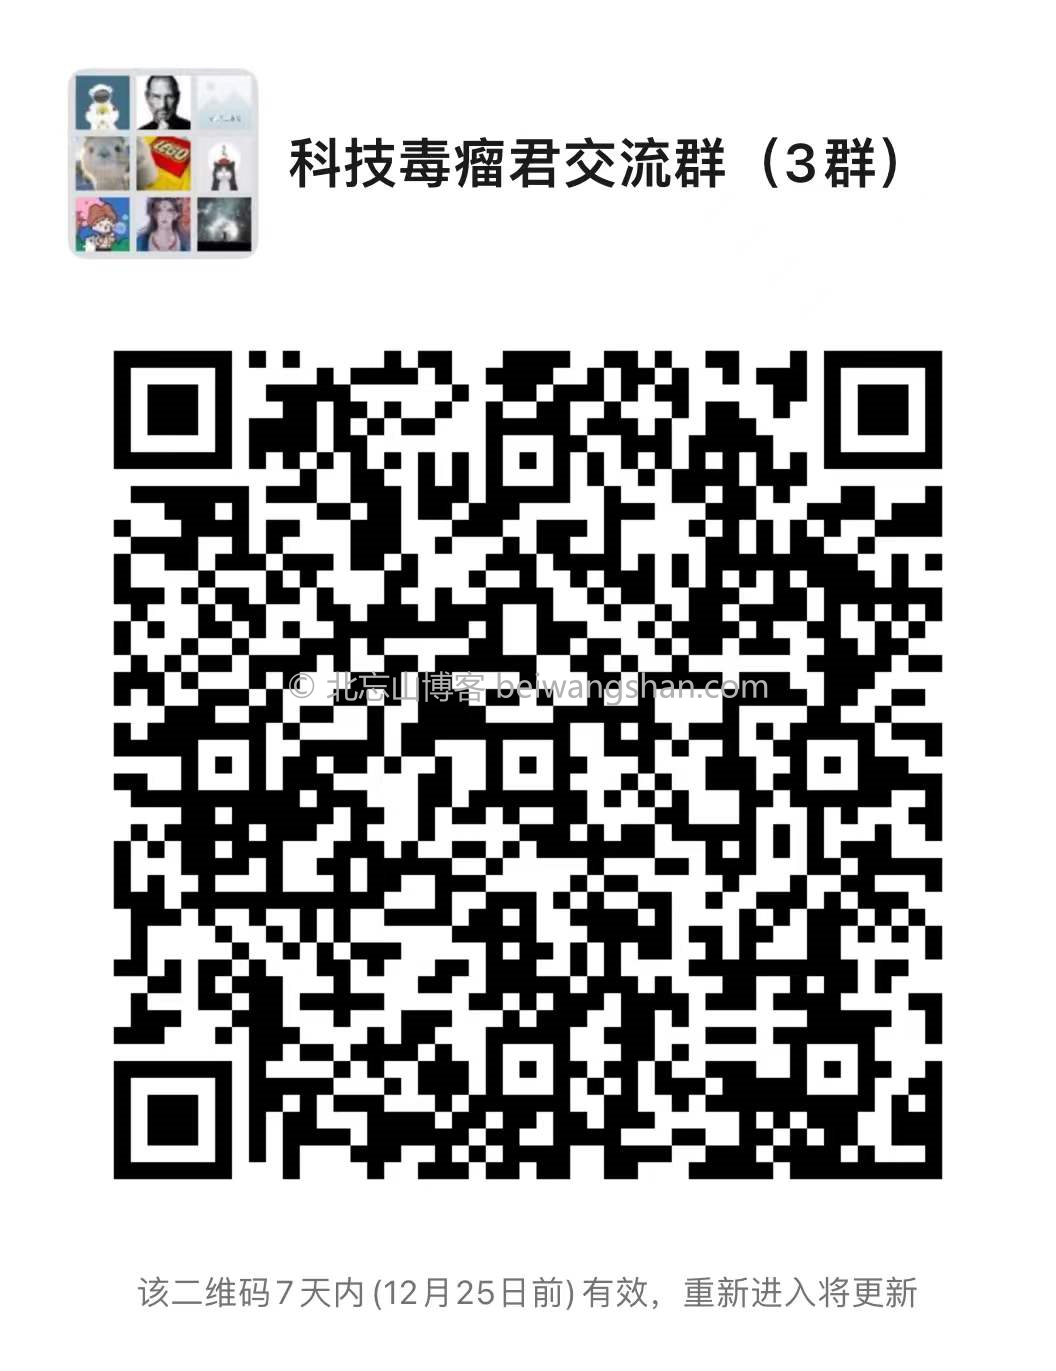 LEGO
科技毒瘤君交流群（3群）
© 北忘山博客 beiwangshan.com
该二维码7天内(12月25日前)有效，重新进入将更新